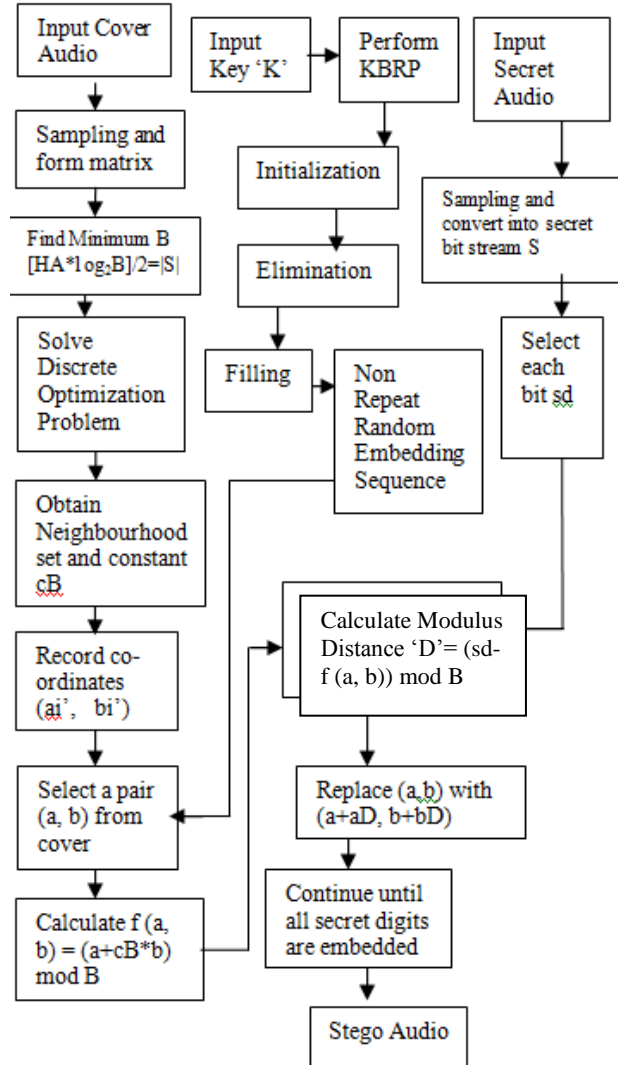 Input Cover
Audio
Input
Key ‘K’
Perform
KBRP
Input
Secret
Audio
Sampling and
form matrix
Initialization
Sampling and
convert into secret
bit stream S
Find Minimum B
[HA*log₂B]/2=|S|
Elimination
Solve
Discrete
Optimization
Problem
Filling
Non
Repeat
Random
Embedding
Sequence
Select
each
bit sd
Obtain
Neighbourhood
set and constant
cB
Calculate Modulus
Distance ‘D’= (sd-
f (a, b)) mod B
Record co-
ordinates
(ai’, bi’)
Select a pair
(a, b) from
cover
Replace (a,b) with
(a+aD, b+bD)
Calculate f (a,
b) = (a+cB*b)
mod B
Continue until
all secret digits
are embedded
Stego Audio